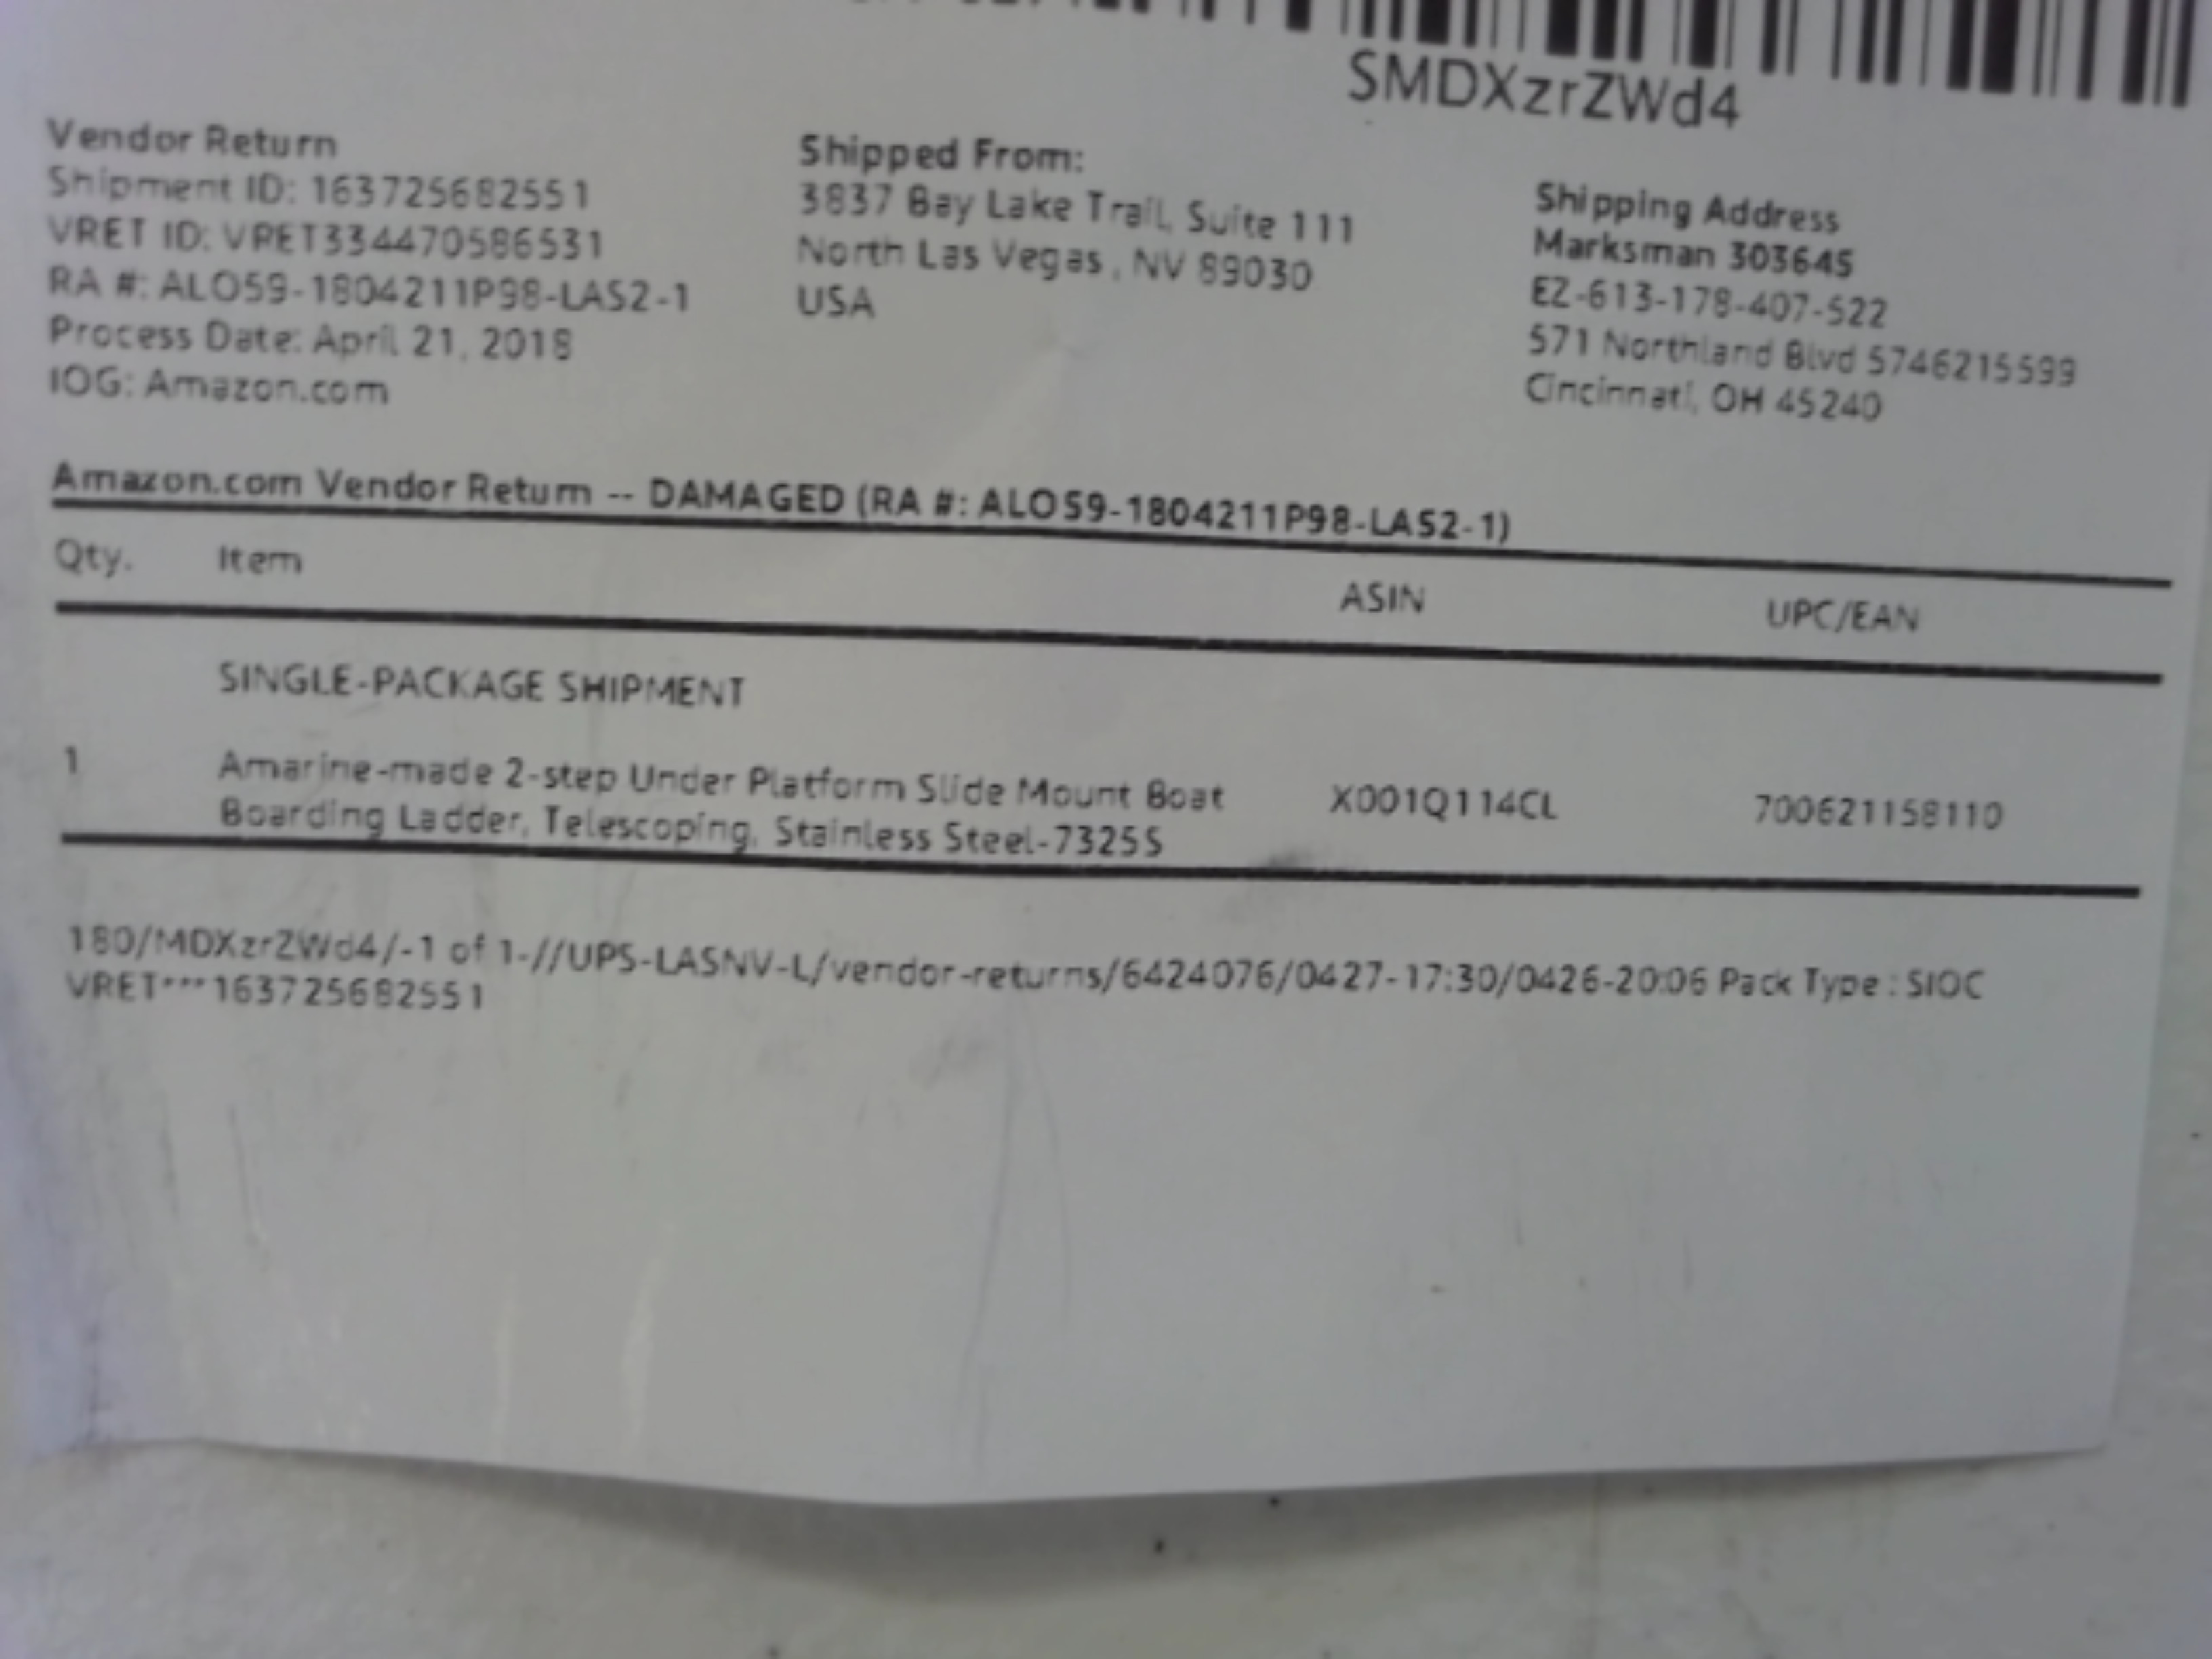 SMDXzrZWd4
Vendor Return
Shipment ID: 163725682551
VRET ID: VRET334470586531
RA #: ALO59-1804211P98-LAS2-1
Process Date: April 21, 2018
IOG: Amazon.com
Shipped From:
3837 Bay Lake Trail, Suite 111
North Las Vegas , NV 89030
USA
Shipping Address
Marksman 303645
EZ-613-178-407-522
571 Northland Blvd 5746215599
Cincinnati, OH 45240
Amazon.com Vendor Return -- DAMAGED (RA #: ALO59-1804211P98-LAS2-1)
Qty. Item ASIN UPC/EAN
SINGLE-PACKAGE SHIPMENT
1 Amarine-made 2-step Under Platform Slide Mount Boat X001Q114CL 700621158110
Boarding Ladder, Telescoping, Stainless Steel-7325S
180/MDXzrZWd4/-1 of 1-//UPS-LASNV-L/vendor-returns/6424076/0427-17:30/0426-20:06 Pack Type : SIOC
VRET***163725682551